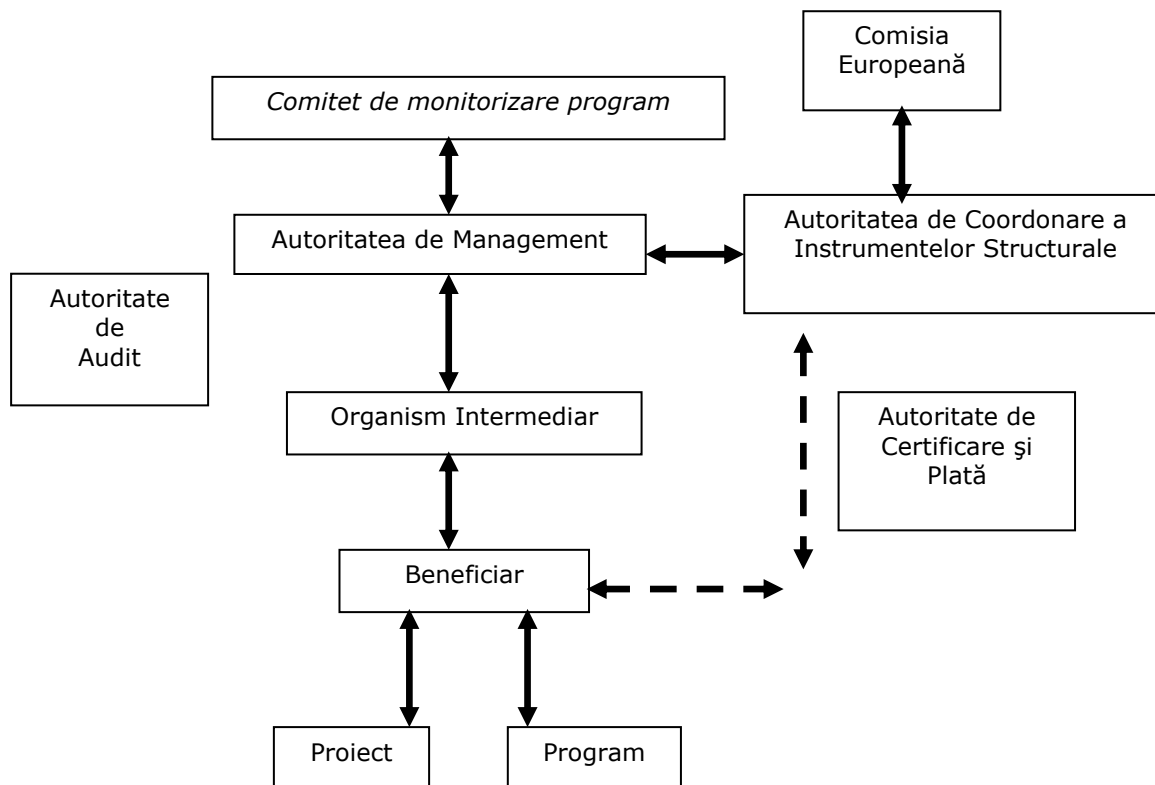 Comisia
Europeană
Comitet de monitorizare program
Autoritatea de Management
Autoritatea de Coordonare a
Instrumentelor Structurale
Autoritate
de
Audit
Organism Intermediar
Autoritate de
Certificare şi
Plată
Beneficiar
Proiect
Program